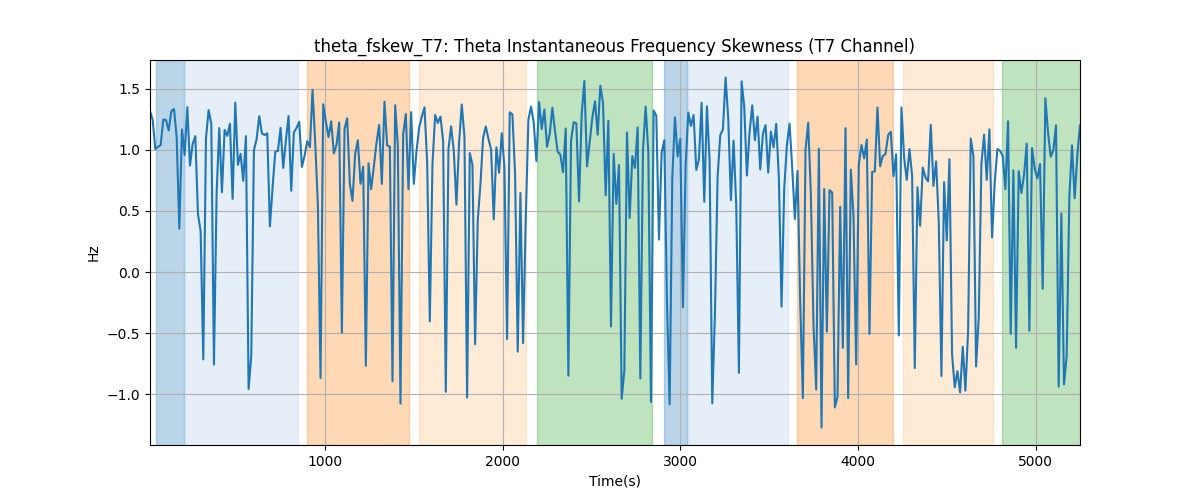 theta_fskew_T7: Theta Instantaneous Frequency Skewness (T7 Channel)
1.5
1.0
0.5
0.0
−0.5
−1.0
Hz
1000 2000 3000 4000 5000
Time(s)